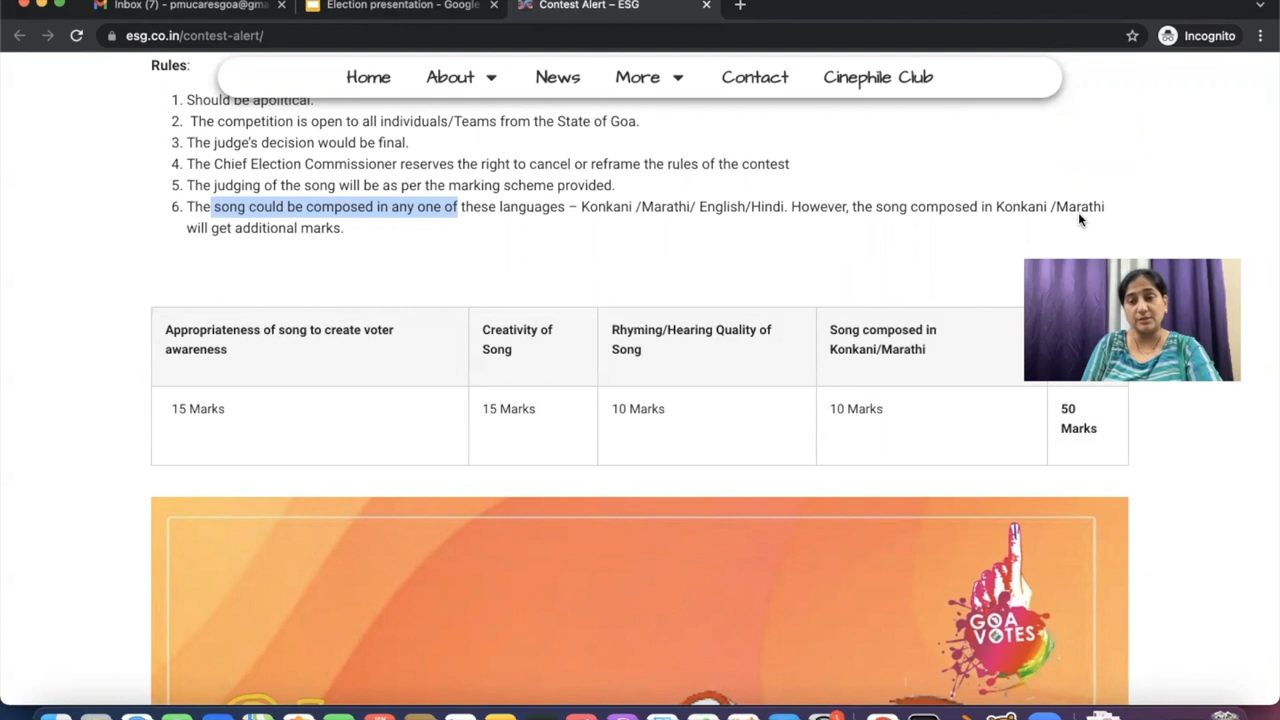 Inbox (7) - pmucaresgoa@gma
Election presentation - Google
Contest Alert – ESG
esg.co.in/contest-alert/
Incognito
Home
About
News
More
Contact
Cinephile Club
Rules:
1. Should be apolitical.
2. The competition is open to all individuals/Teams from the State of Goa.
3. The judge's decision would be final.
4. The Chief Election Commissioner reserves the right to cancel or reframe the rules of the contest
5. The judging of the song will be as per the marking scheme provided.
6. The song could be composed in any one of these languages – Konkani /Marathi/ English/Hindi. However, the song composed in Konkani /Marathi
will get additional marks.
Appropriateness of song to create voter
awareness
Creativity of
Song
Rhyming/Hearing Quality of
Song
Song composed in
Konkani/Marathi
15 Marks
15 Marks
10 Marks
10 Marks
50
Marks
GOA
VOTES